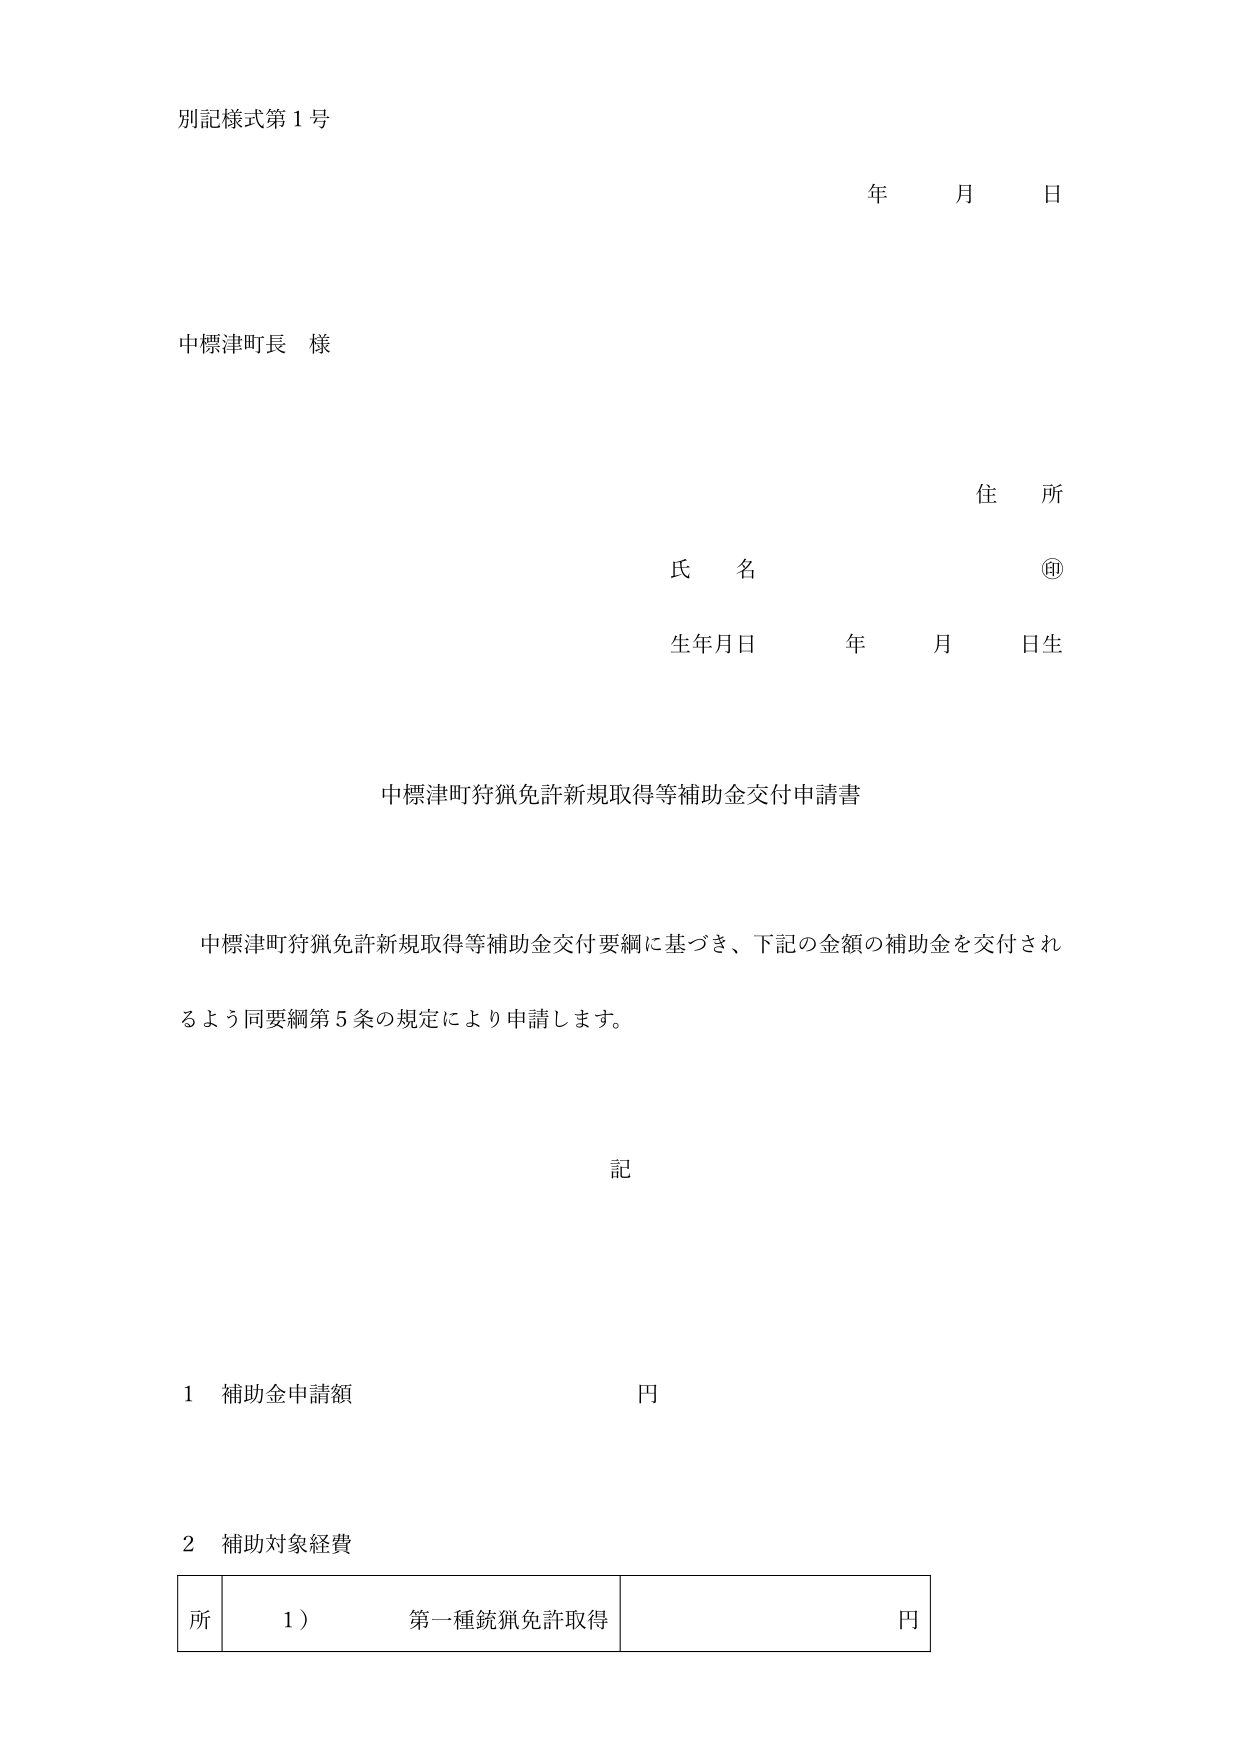 別記様式第１号
年　　　月　　　日
中標津町長　様
住　　所
氏　　名　　　　　　　　　　　　　㊞
生年月日　　　　年　　　月　　　日生
中標津町狩猟免許新規取得等補助金交付申請書
中標津町狩猟免許新規取得等補助金交付要綱に基づき、下記の金額の補助金を交付され
るよう同要綱第５条の規定により申請します。
記
１　補助金申請額　　　　　　　　　　　　　円
２　補助対象経費
所　１）　第一種銃猟免許取得　円